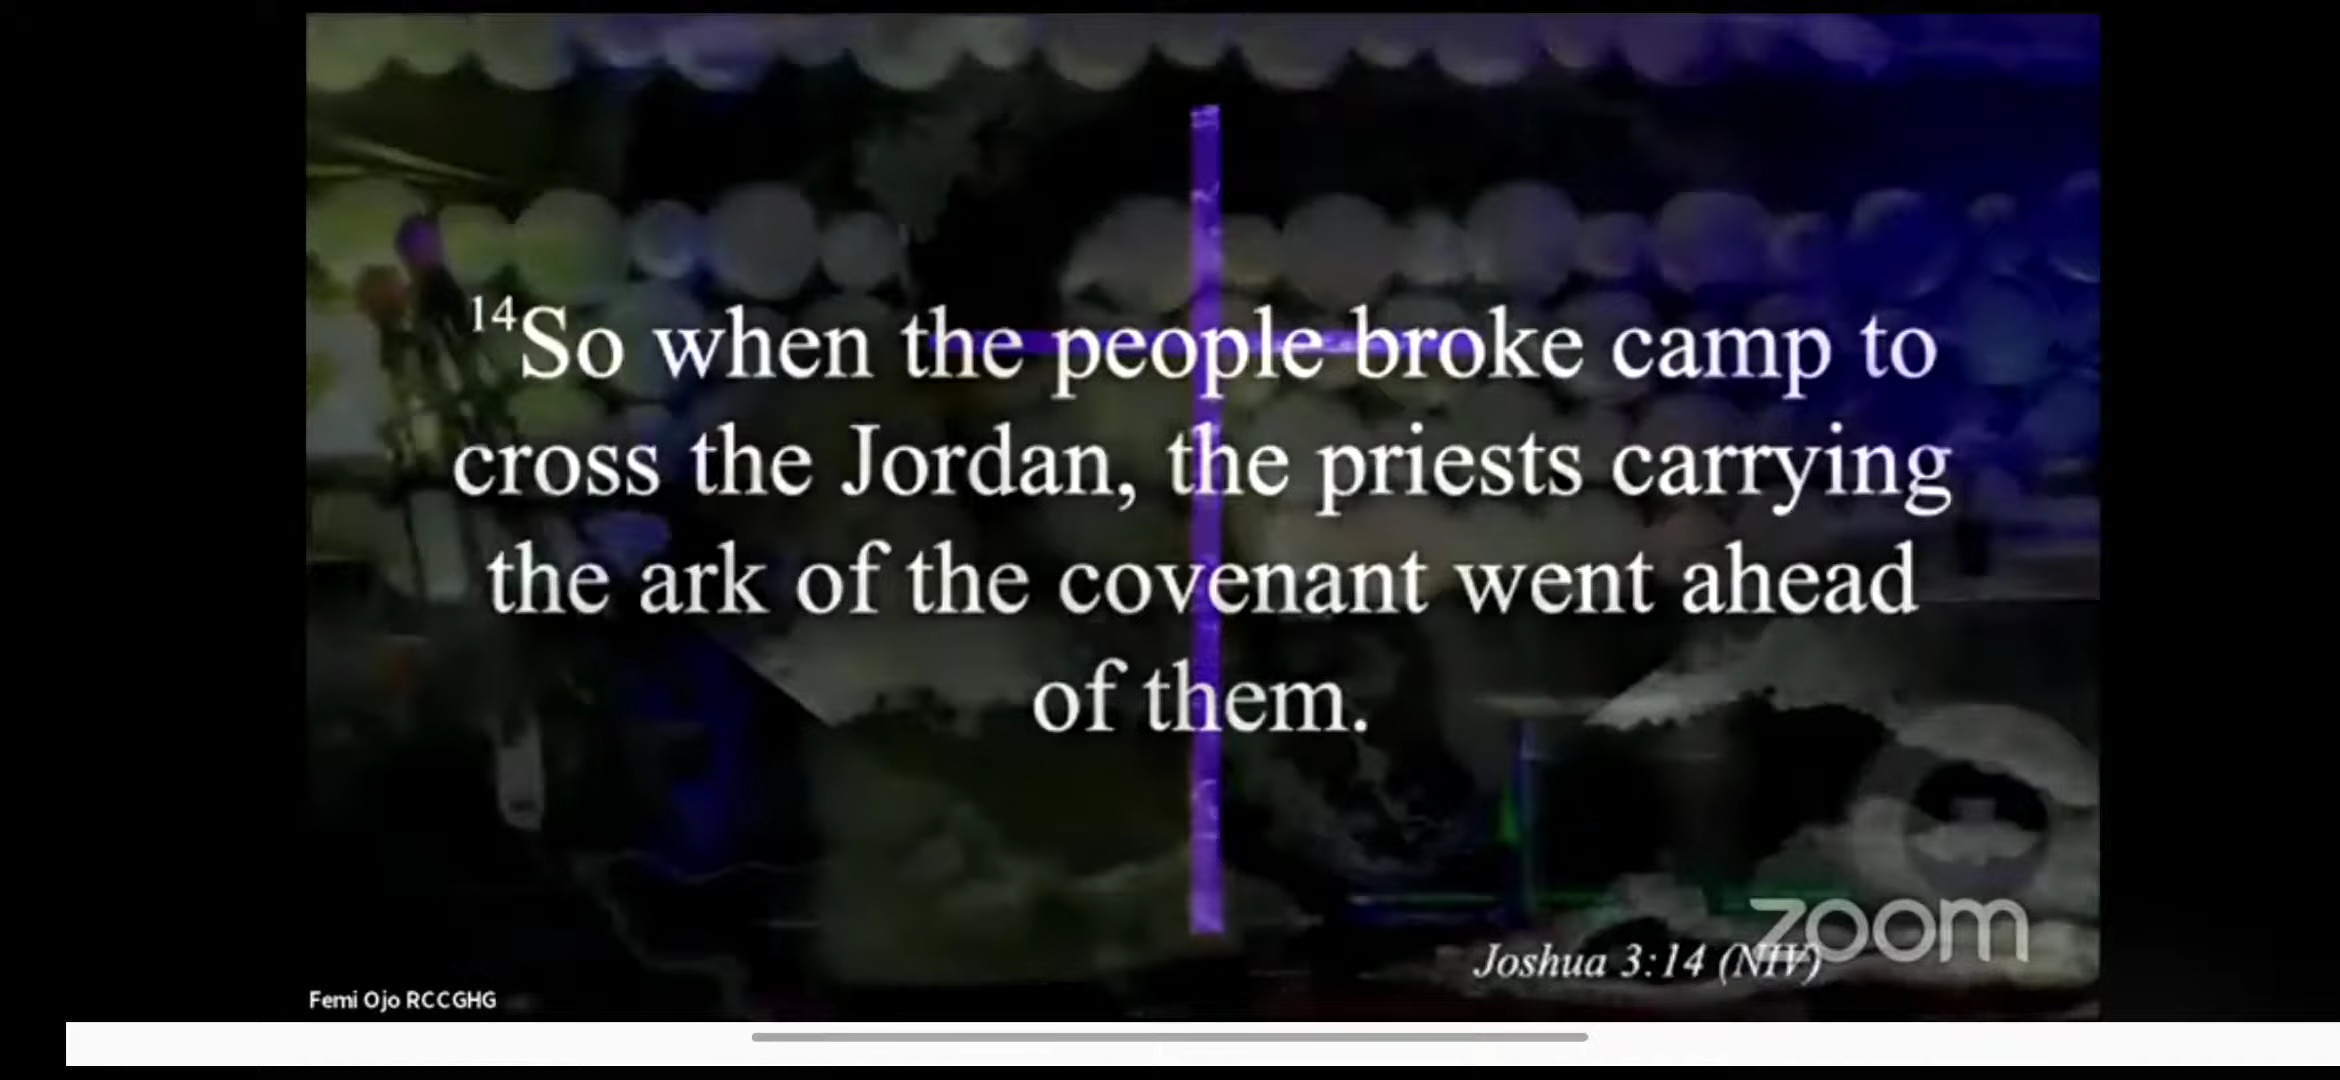 14So when the people broke camp to
cross the Jordan, the priests carrying
the ark of the covenant went ahead
of them.
zoom
Joshua 3:14 (NIV)
Femi Ojo RCCGHG